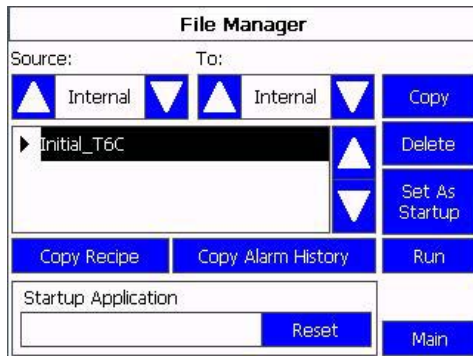 File Manager
Source: To:
Internal Internal Copy
Initial_T6C Delete
Set As
Startup
Copy Recipe Copy Alarm History Run
Startup Application
Reset Main